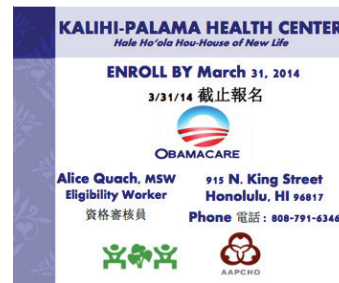 KALIHI-PALAMA HEALTH CENTER
Hale Ho'ola Hou-House of New Life
ENROLL BY March 31, 2014
3/31/14 截止報名
OBAMACARE
Alice Quach, MSW
Eligibility Worker
資格審核員
915 N. King Street
Honolulu, HI 96817
Phone 電話 : 808-791-6346
AAPCHO